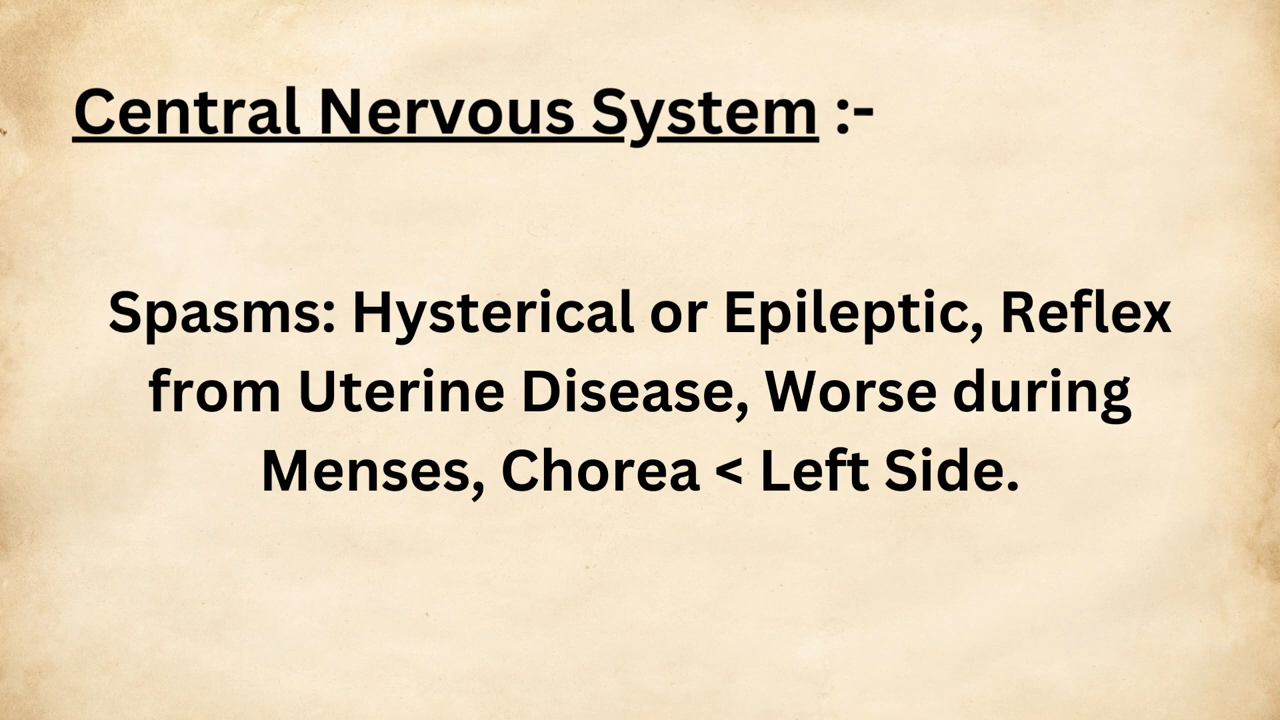 Central Nervous System :-
Spasms: Hysterical or Epileptic, Reflex
from Uterine Disease, Worse during
Menses, Chorea < Left Side.